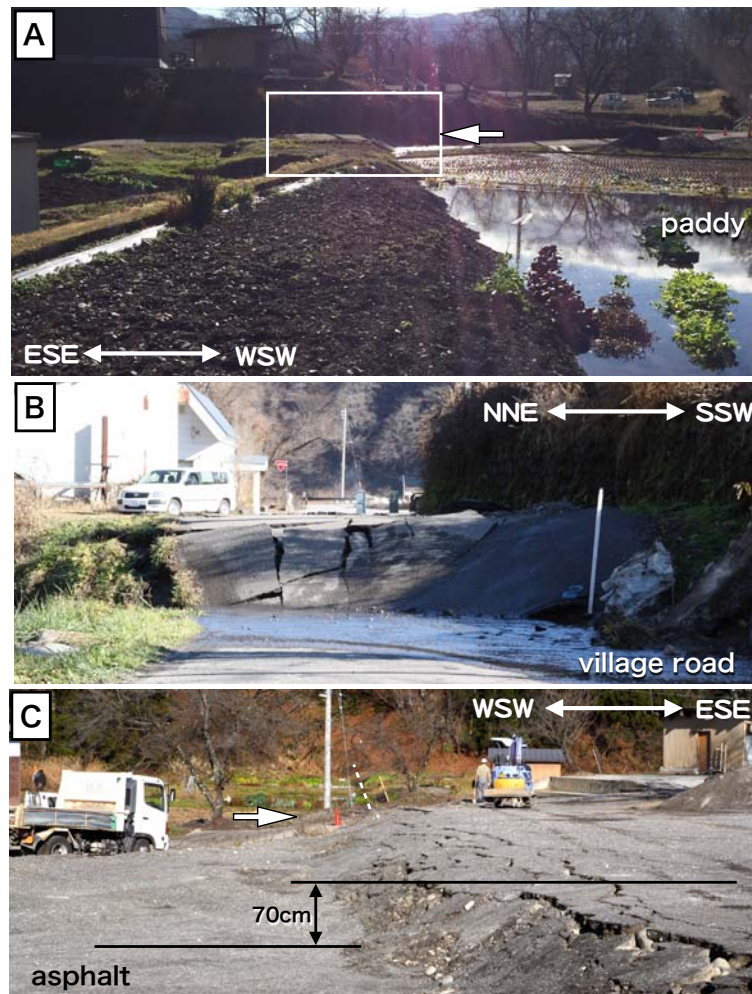 A
paddy
ESE
WSW
B
NNE
SSW
village road
C
WSW
ESE
70cm
asphalt